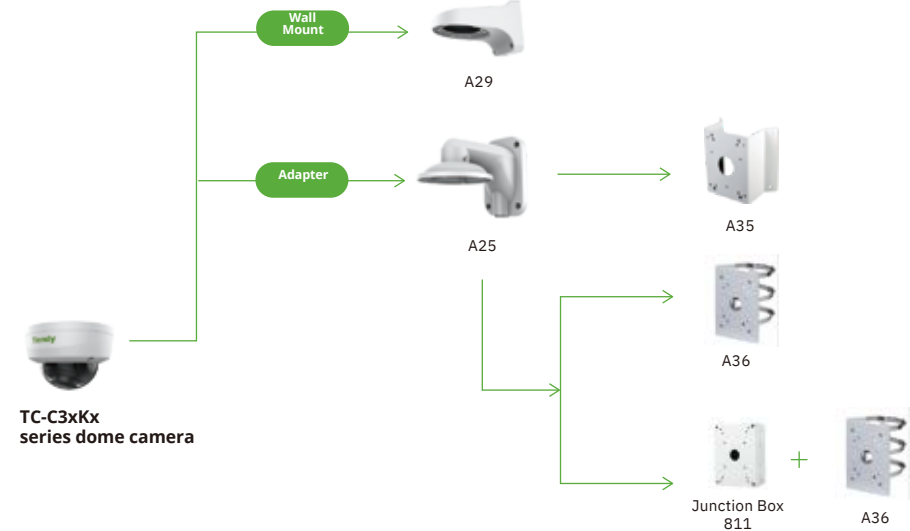 Wall
Mount
A29
Adapter
A35
A25
A36
TC-C3xKx
series dome camera
Junction Box
811
+
A36